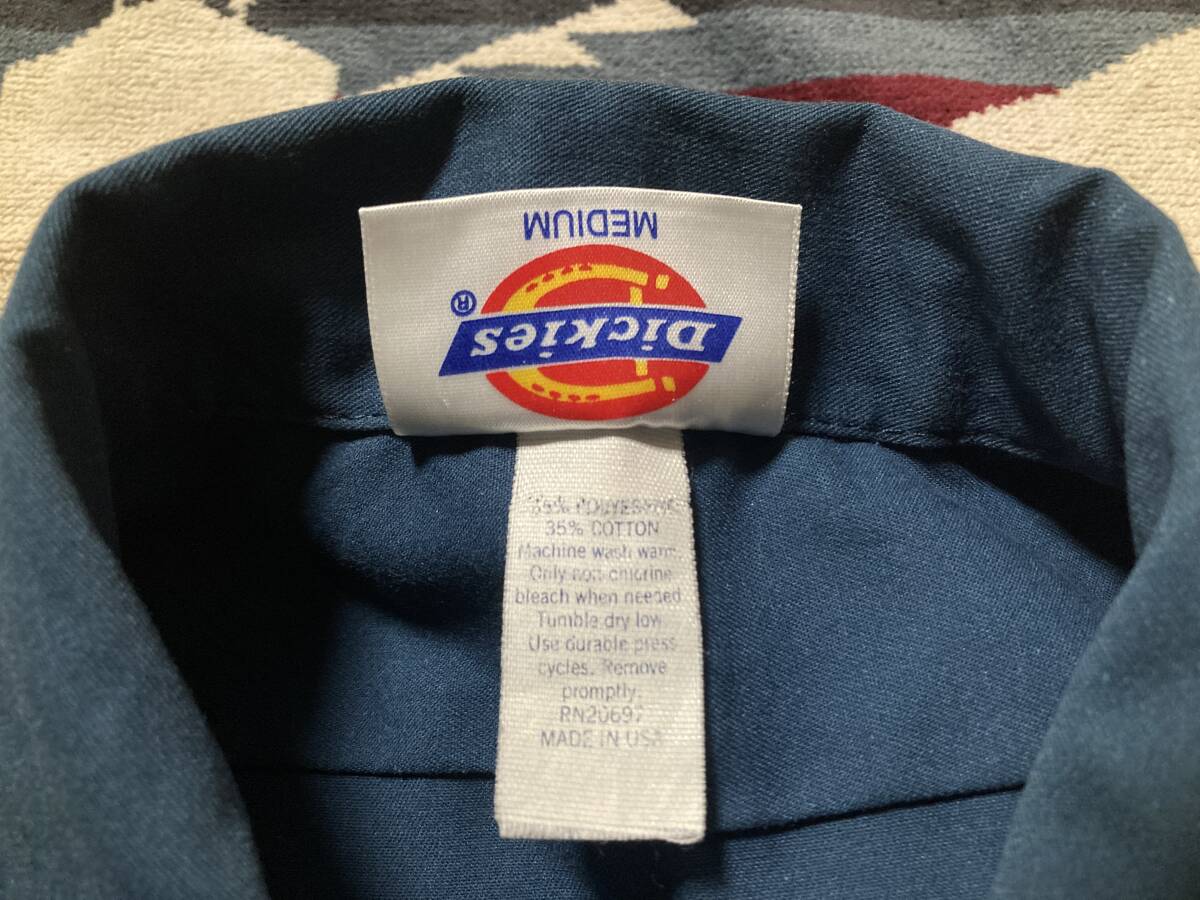 MEDIUM
Dickies®
35% COTTON
Machine wash warm.
Only non-chlorine
bleach when needed
Tumble dry low
Use durable press
cycles. Remove
promptly.
RN20697
MADE IN USA